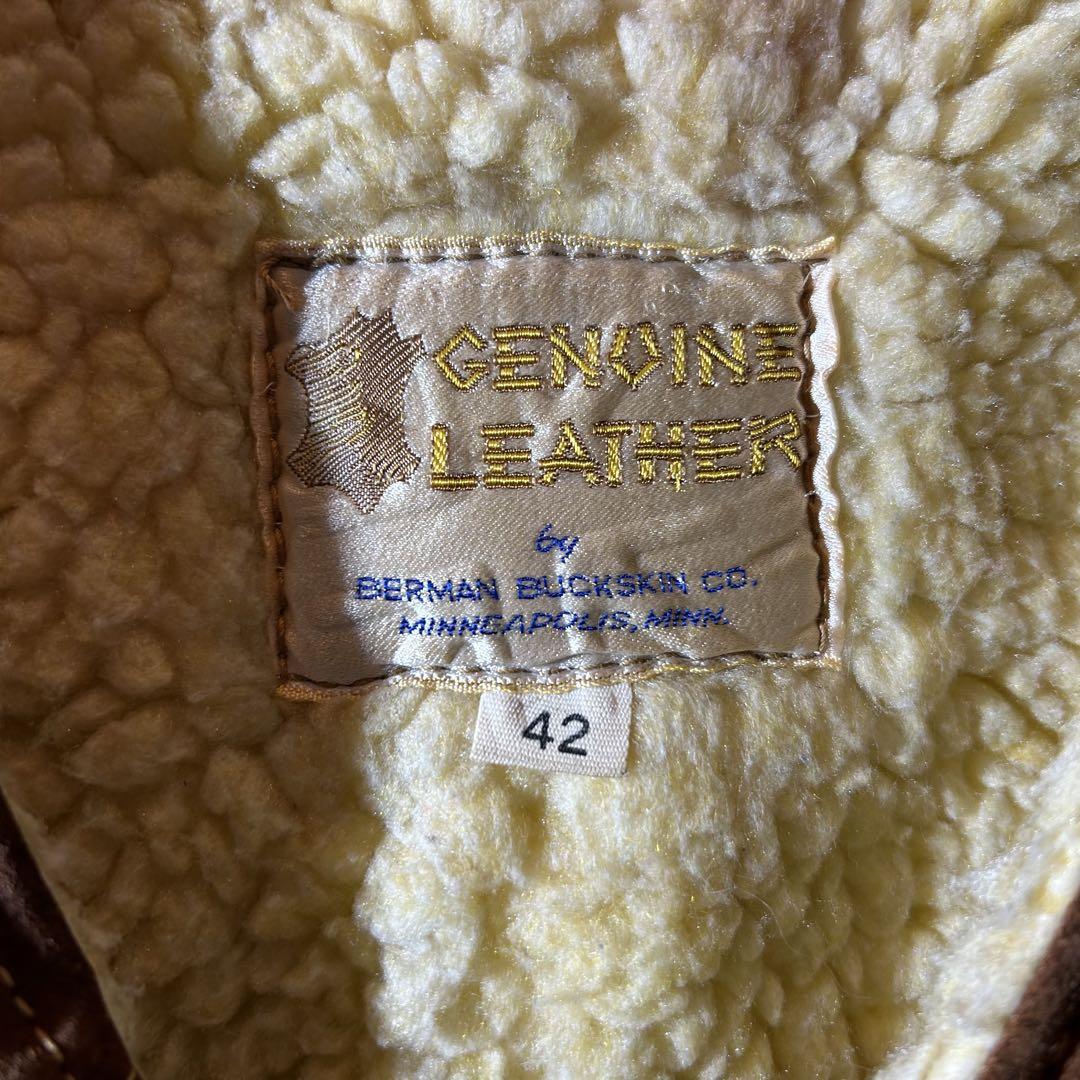 GENUINE
LEATHER
by
BERMAN BUCKSKIN CO.
MINNEAPOLIS, MINN.
42